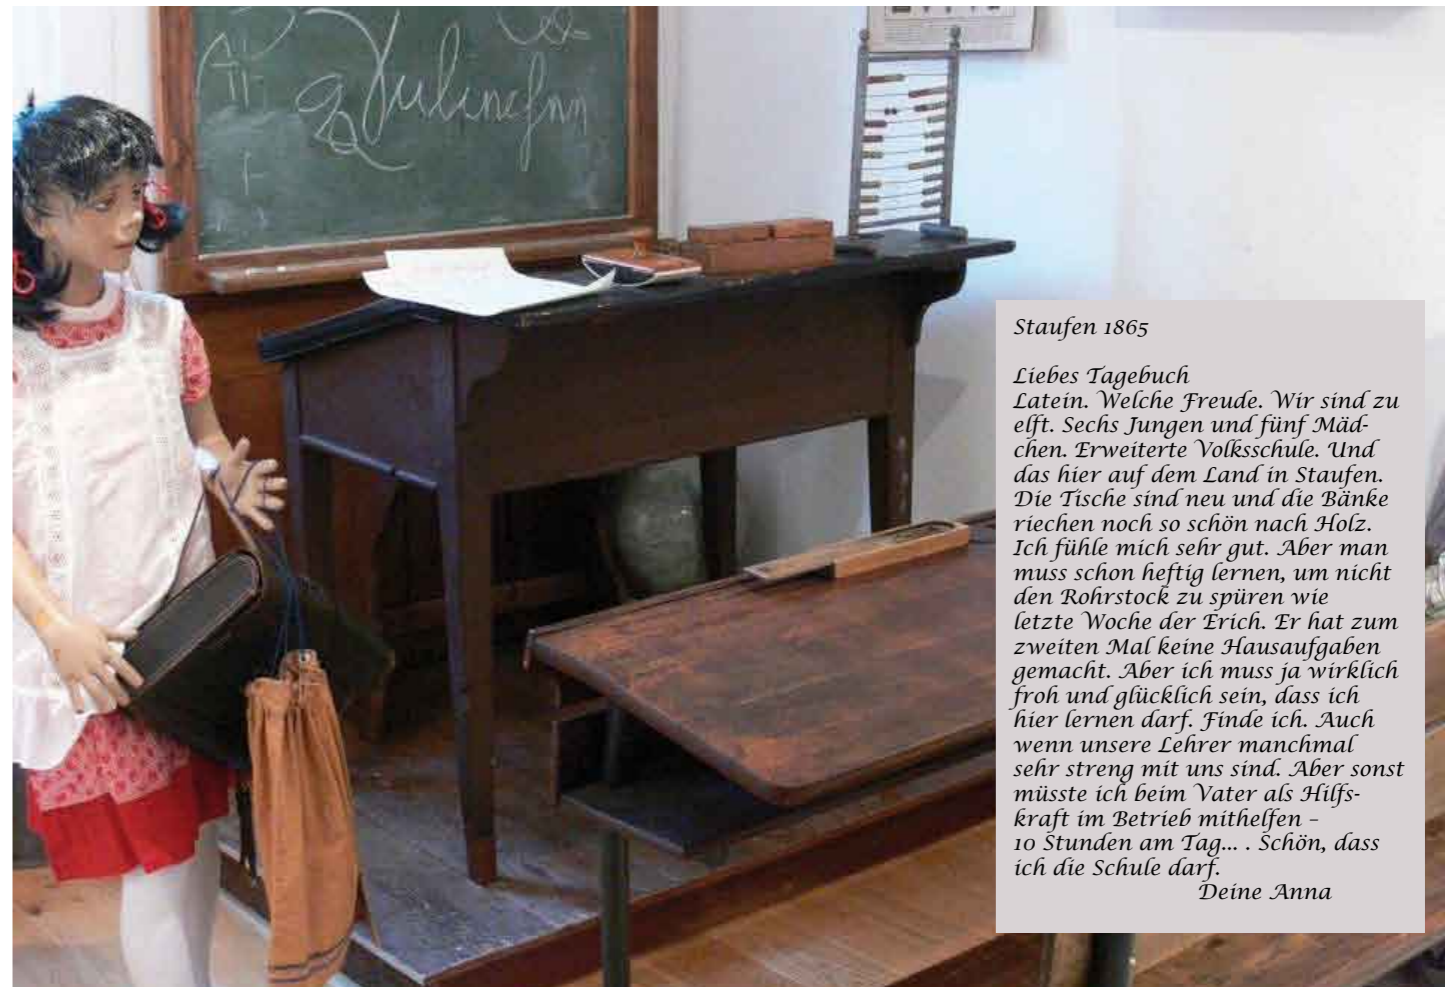 Staufen 1865
Liebes Tagebuch
Latein. Welche Freude. Wir sind zu
elft. Sechs Jungen und fünf Mäd-
chen. Erweiterte Volksschule. Und
das hier auf dem Land in Staufen.
Die Tische sind neu und die Bänke
riechen noch so schön nach Holz.
Ich fühle mich sehr gut. Aber man
muss schon heftig lernen, um nicht
den Rohrstock zu spüren wie
letzte Woche der Erich. Er hat zum
zweiten Mal keine Hausaufgaben
gemacht. Aber ich muss ja wirklich
froh und glücklich sein, dass ich
hier lernen darf. Finde ich. Auch
wenn unsere Lehrer manchmal
sehr streng mit uns sind. Aber sonst
müsste ich beim Vater als Hilfs-
kraft im Betrieb mithelfen –
10 Stunden am Tag... . Schön, dass
ich die Schule darf.
Deine Anna